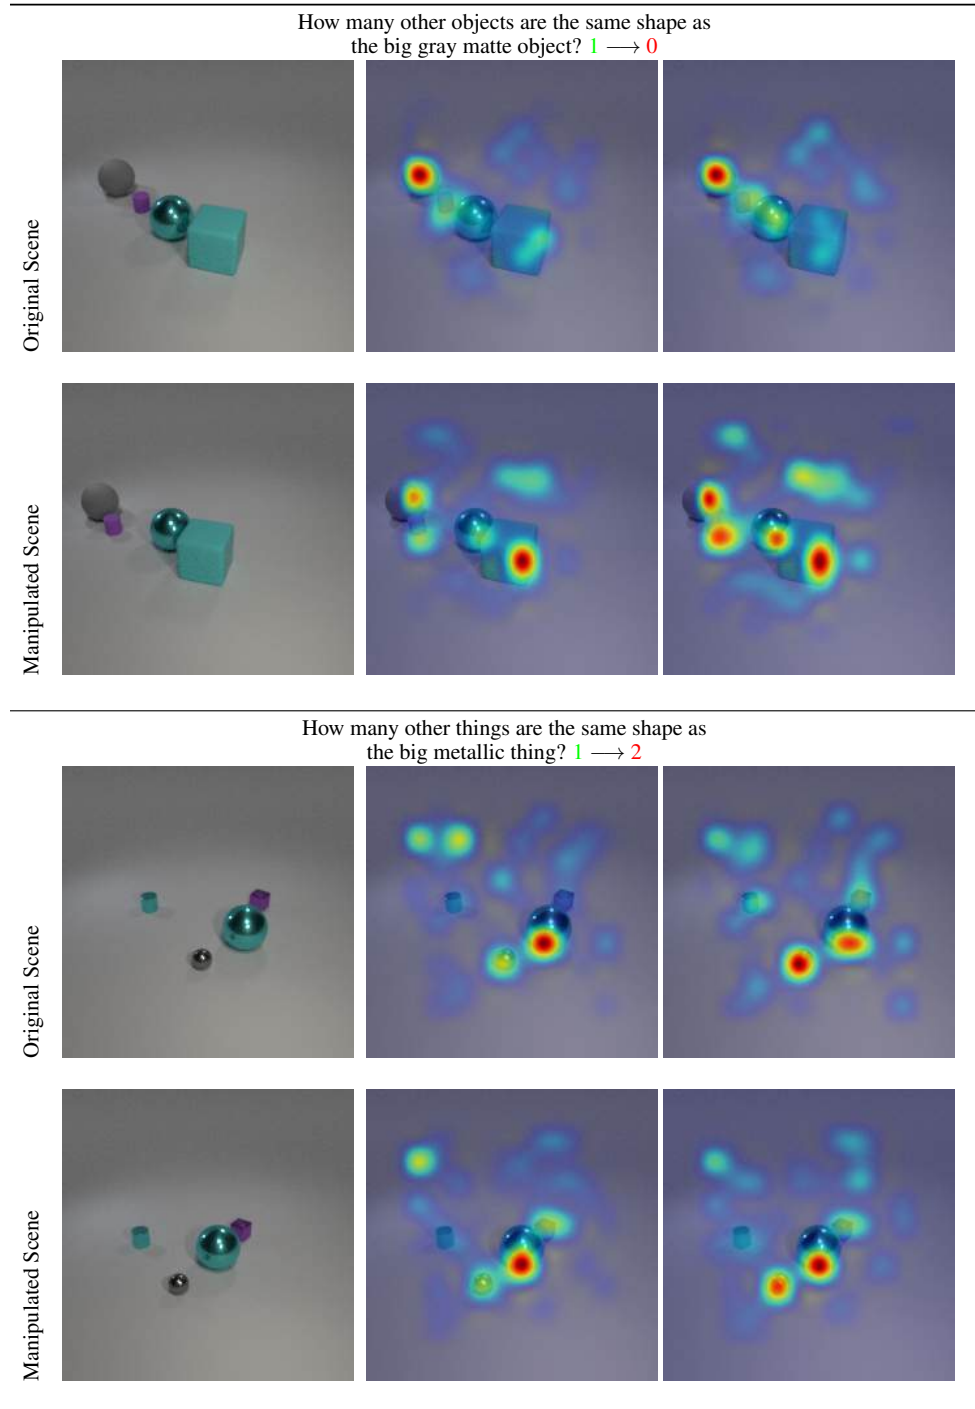 How many other objects are the same shape as
the big gray matte object? 1 ⟶ 0
Original Scene
Manipulated Scene
How many other things are the same shape as
the big metallic thing? 1 ⟶ 2
Original Scene
Manipulated Scene